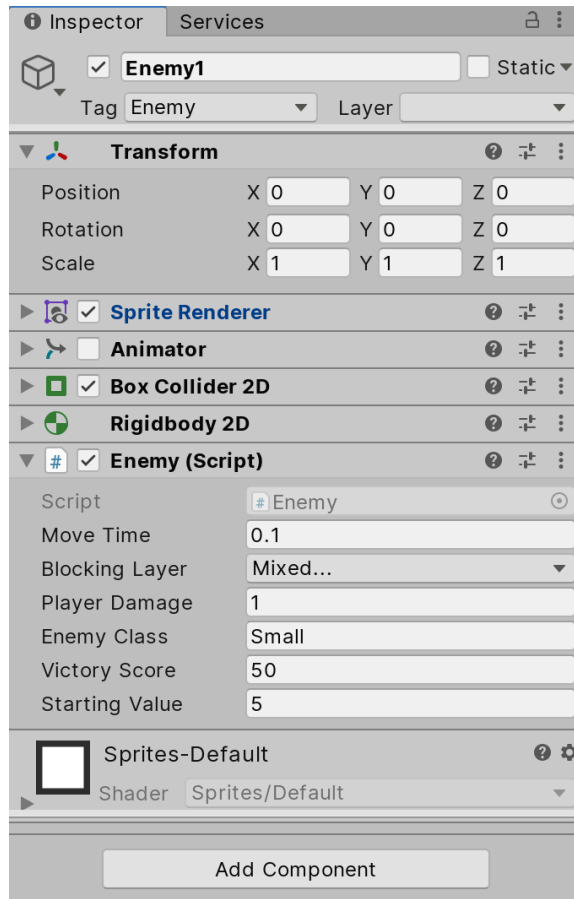 Inspector Services
Enemy1 Static
Tag Enemy Layer
Transform
Position X 0 Y 0 Z 0
Rotation X 0 Y 0 Z 0
Scale X 1 Y 1 Z 1
Sprite Renderer
Animator
Box Collider 2D
Rigidbody 2D
# Enemy (Script)
Script # Enemy
Move Time 0.1
Blocking Layer Mixed...
Player Damage 1
Enemy Class Small
Victory Score 50
Starting Value 5
Sprites-Default
Shader Sprites/Default
Add Component